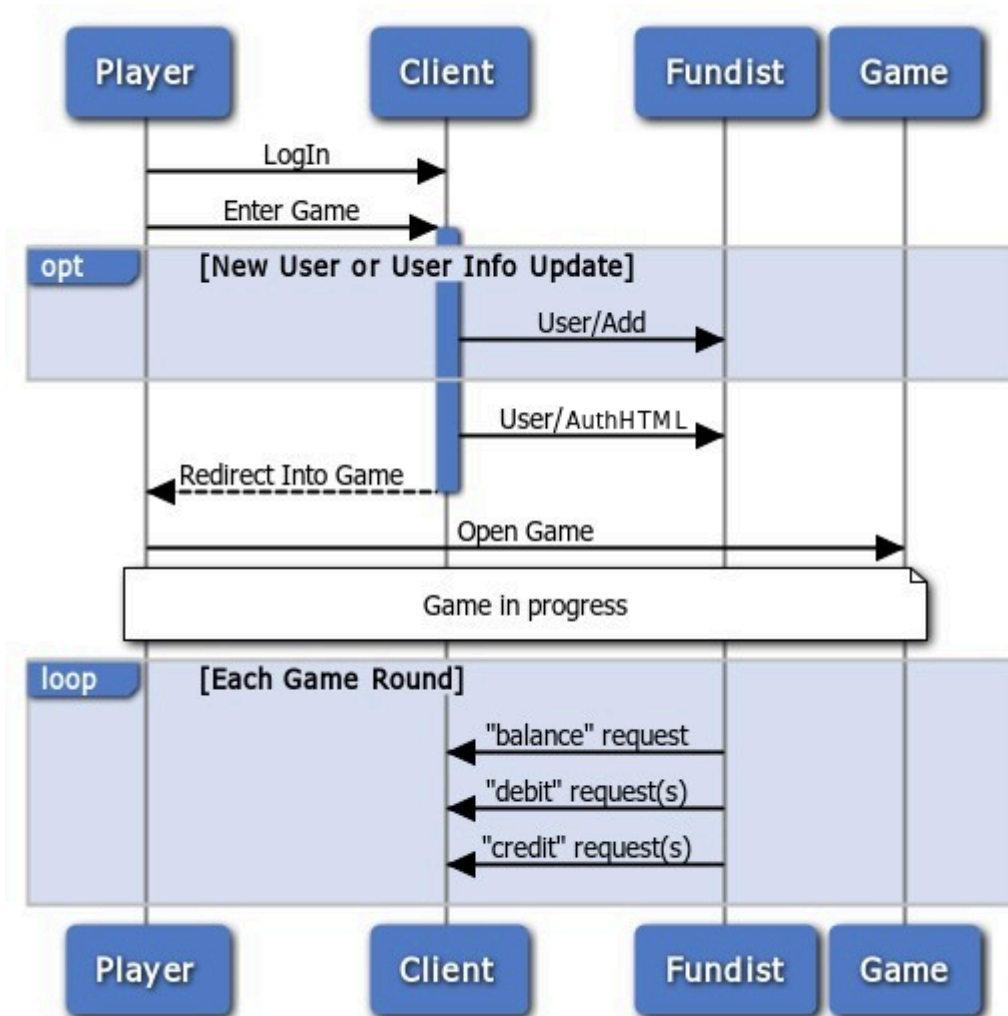 Player Client Fundist Game
LogIn
Enter Game
opt [New User or User Info Update]
User/Add
User/AuthHTML
Redirect Into Game
Open Game
Game in progress
loop [Each Game Round]
"balance" request
"debit" request(s)
"credit" request(s)
Player Client Fundist Game